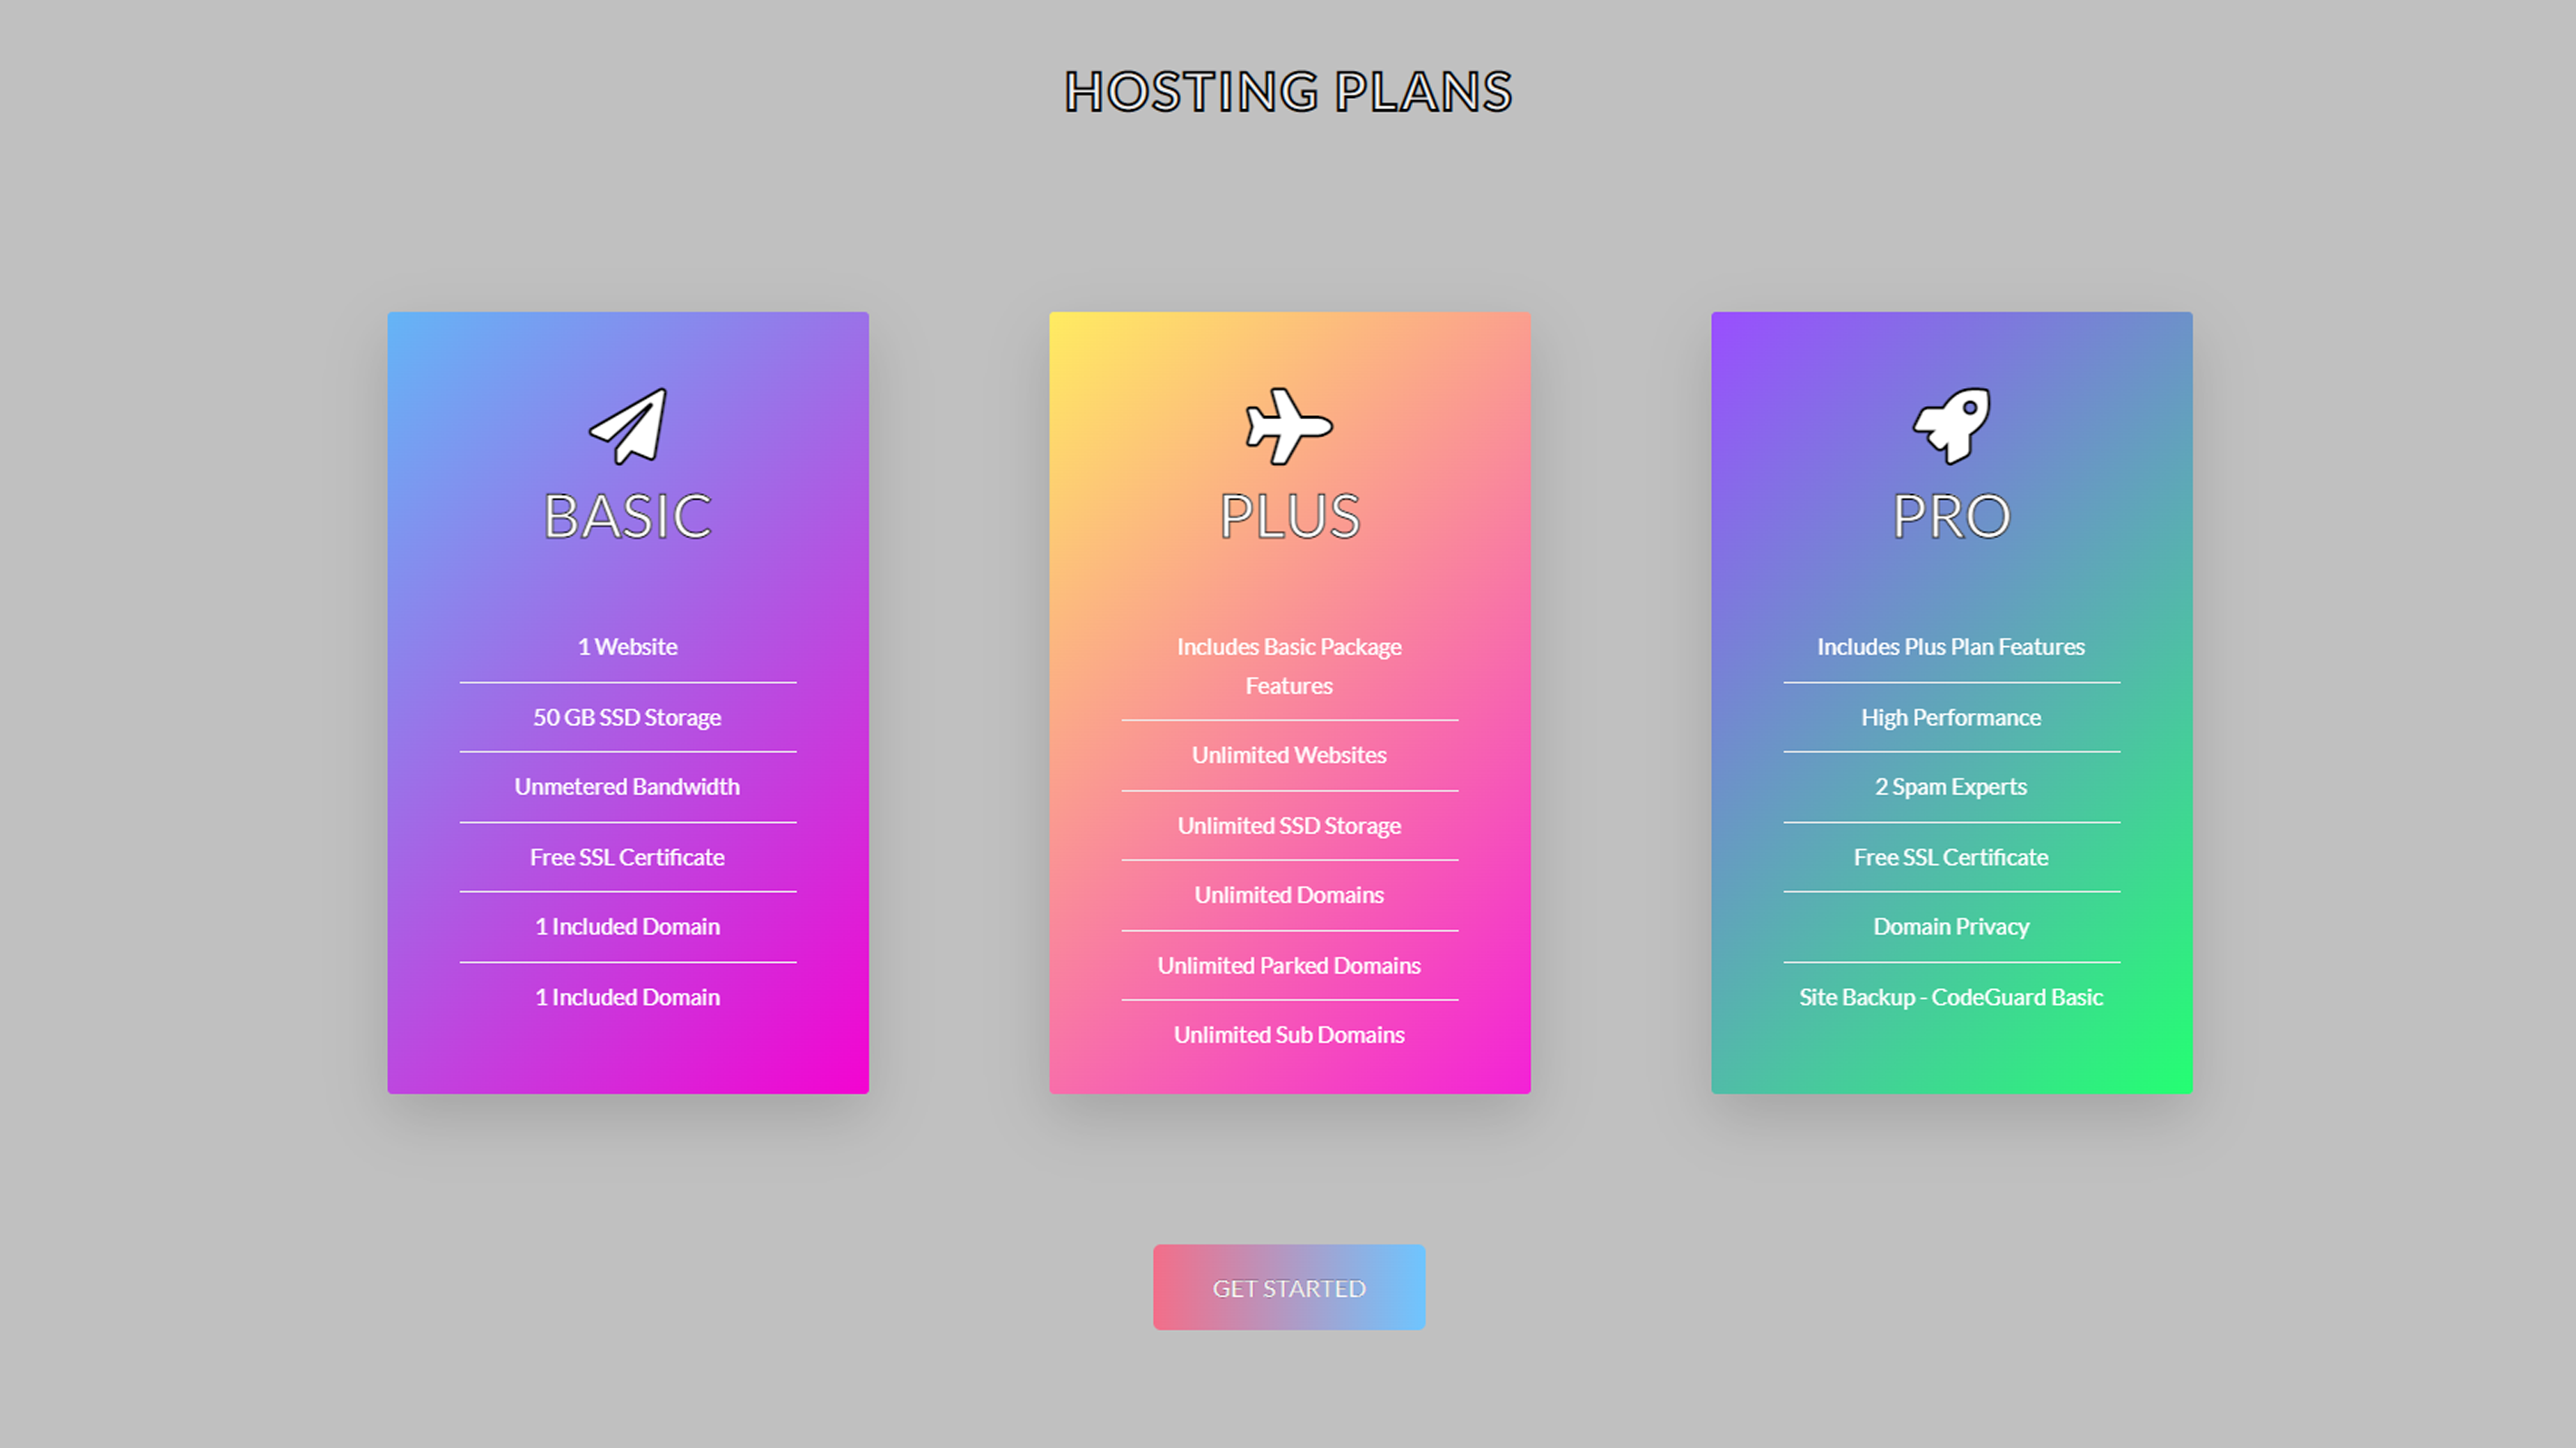 HOSTING PLANS
BASIC
1 Website
50 GB SSD Storage
Unmetered Bandwidth
Free SSL Certificate
1 Included Domain
1 Included Domain
PLUS
Includes Basic Package
Features
Unlimited Websites
Unlimited SSD Storage
Unlimited Domains
Unlimited Parked Domains
Unlimited Sub Domains
PRO
Includes Plus Plan Features
High Performance
2 Spam Experts
Free SSL Certificate
Domain Privacy
Site Backup - CodeGuard Basic
GET STARTED